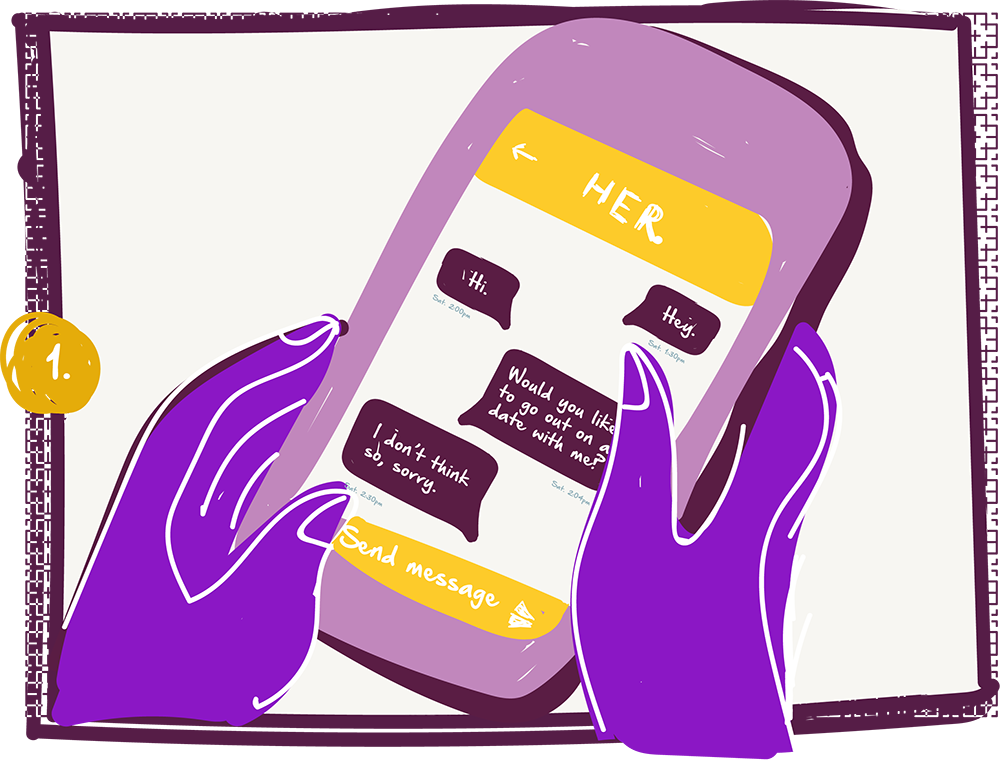 1.
HER
Hi.
Sat. 2:00pm
Hey.
Sat. 1:30pm
Would you like
to go out on a
date with me?
Sat. 2:04pm
I don't think
so, sorry.
Sat. 2:30pm
Send message